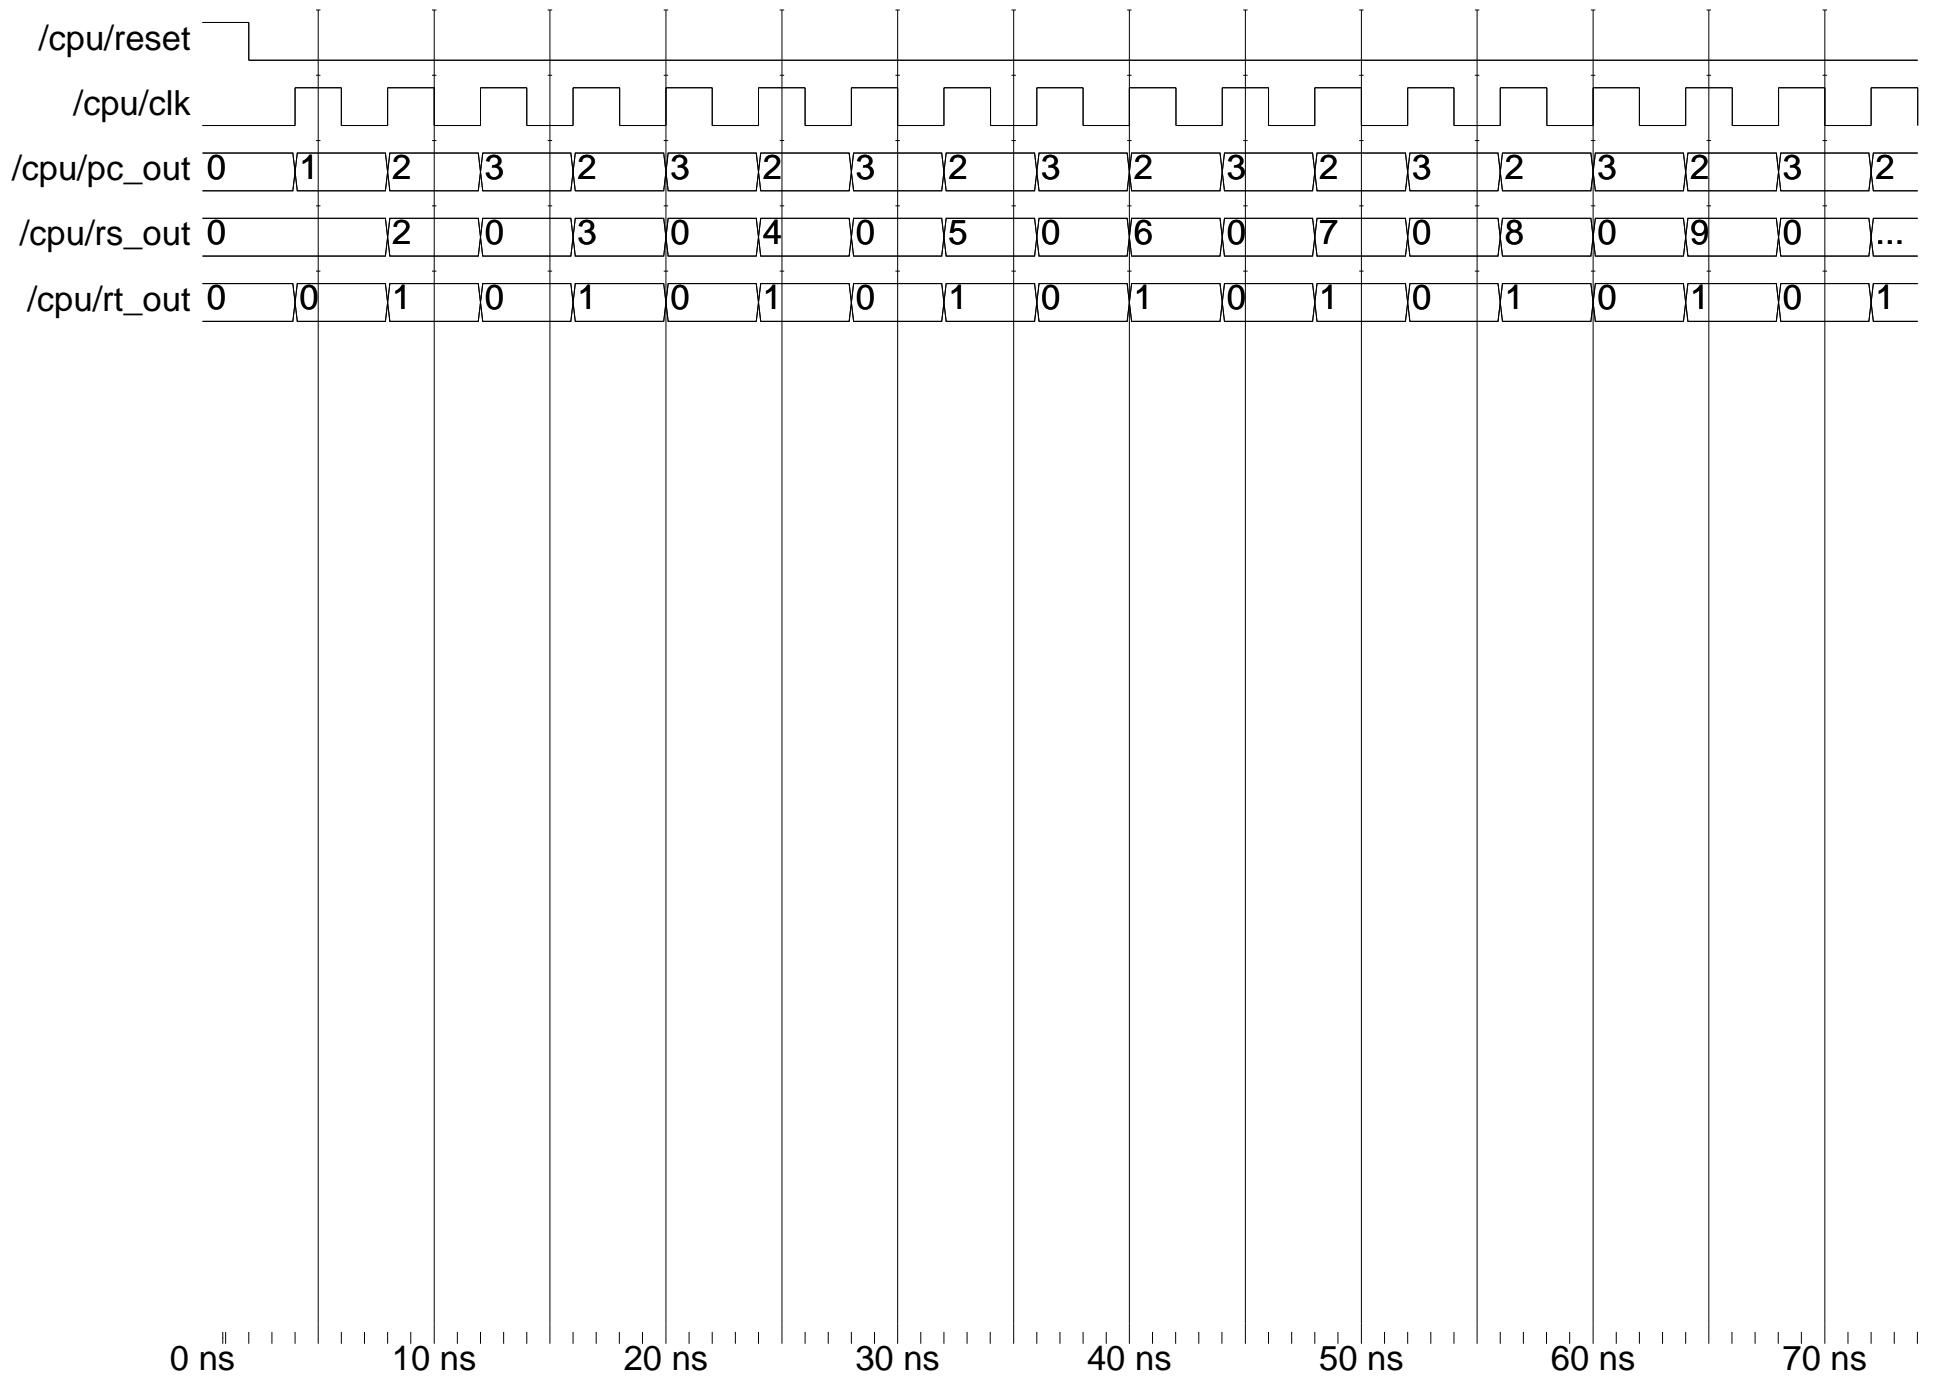 /cpu/reset
/cpu/clk
/cpu/pc_out 0 1 2 3 2 3 2 3 2 3 2 3 2 3 2 3 2 3 2
/cpu/rs_out 0 2 0 3 0 4 0 5 0 6 0 7 0 8 0 9 0 ...
/cpu/rt_out 0 0 1 0 1 0 1 0 1 0 1 0 1 0 1 0 1 0 1
0 ns 10 ns 20 ns 30 ns 40 ns 50 ns 60 ns 70 ns